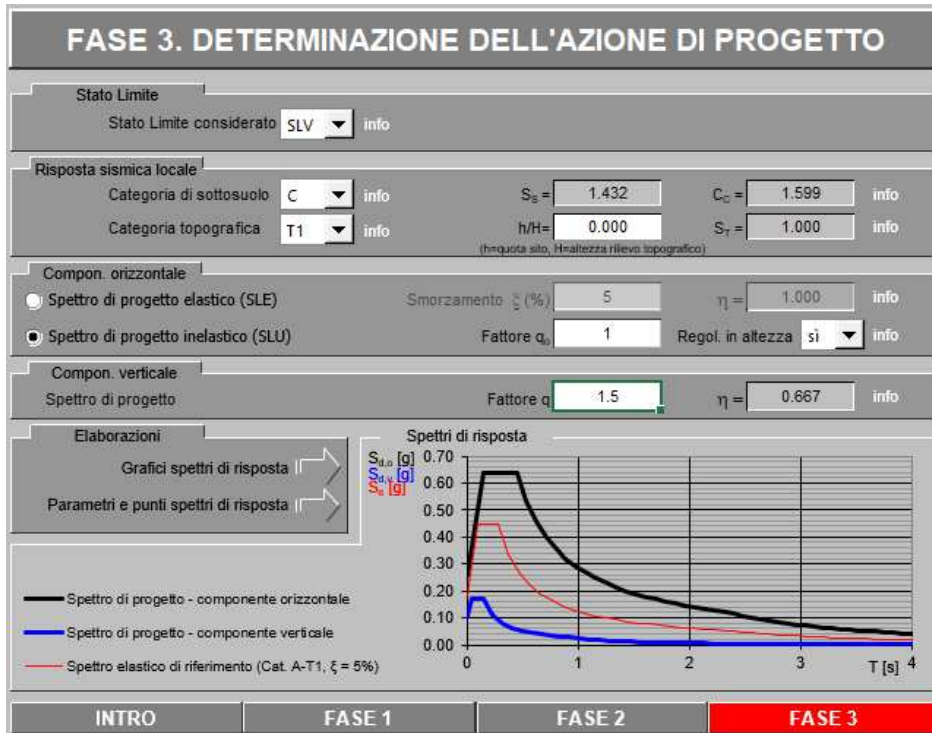 FASE 3. DETERMINAZIONE DELL'AZIONE DI PROGETTO
Stato Limite
Stato Limite considerato SLV info
Risposta sismica locale
Categoria di sottosuolo C info S_S = 1.432 C_C = 1.599 info
Categoria topografica T1 info h/H= 0.000 S_T = 1.000 info
(h=quota sito, H=altezza rilievo topografico)
Compon. orizzontale
Spettro di progetto elastico (SLE) Smorzamento ξ (%) 5 η = 1.000 info
Spettro di progetto inelastico (SLU) Fattore q_o 1 Regol. in altezza sì info
Compon. verticale
Spettro di progetto Fattore q 1.5 η = 0.667 info
Elaborazioni
Grafici spettri di risposta
Parametri e punti spettri di risposta
Spettri di risposta
S_d,o [g]
S_d,v [g]
S_e [g]
0.70
0.60
0.50
0.40
0.30
0.20
0.10
0.00
0 1 2 3 4
T [s]
Spettro di progetto - componente orizzontale
Spettro di progetto - componente verticale
Spettro elastico di riferimento (Cat. A-T1, ξ = 5%)
INTRO FASE 1 FASE 2 FASE 3